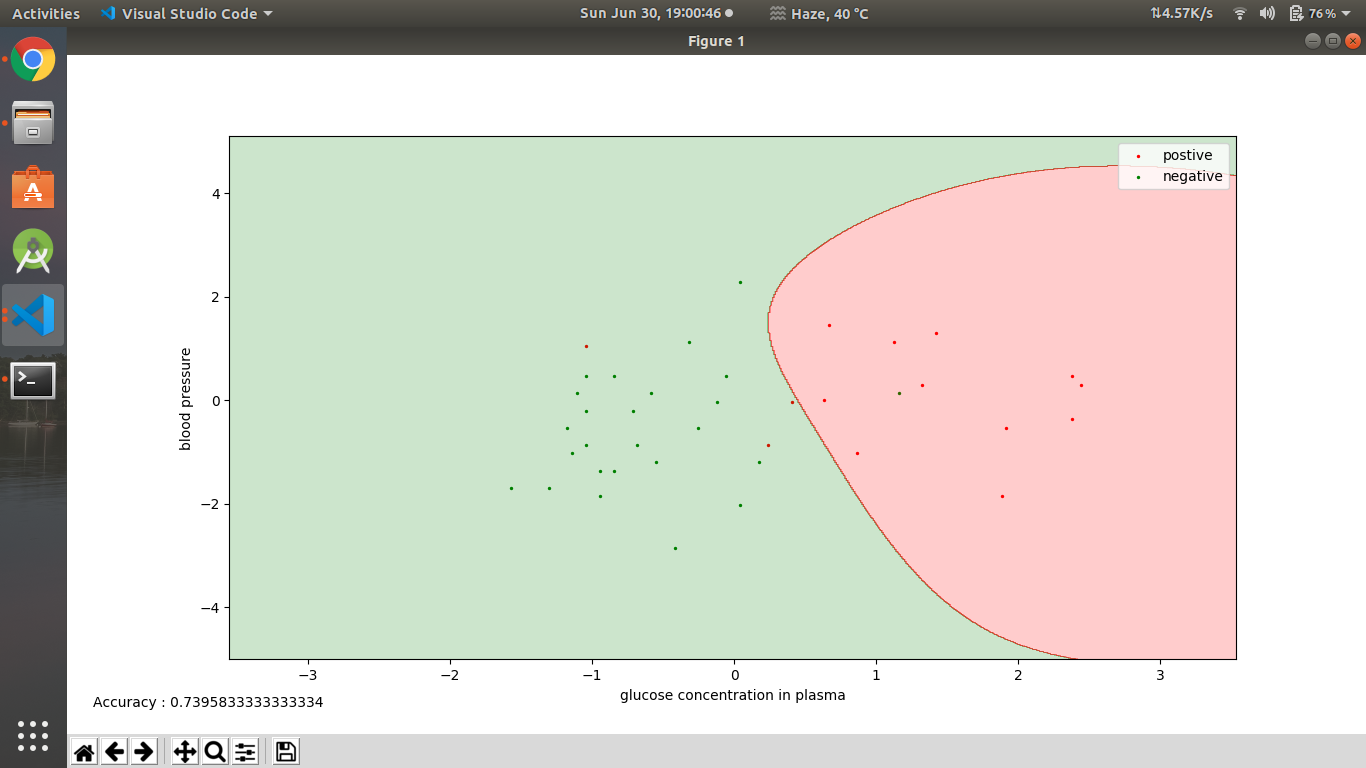 Activities Visual Studio Code Sun Jun 30, 19:00:46 Haze, 40 °C 4.57K/s 76%
Figure 1
postive
negative
4
2
0
−2
−4
blood pressure
−3 −2 −1 0 1 2 3
glucose concentration in plasma
Accuracy : 0.7395833333333334